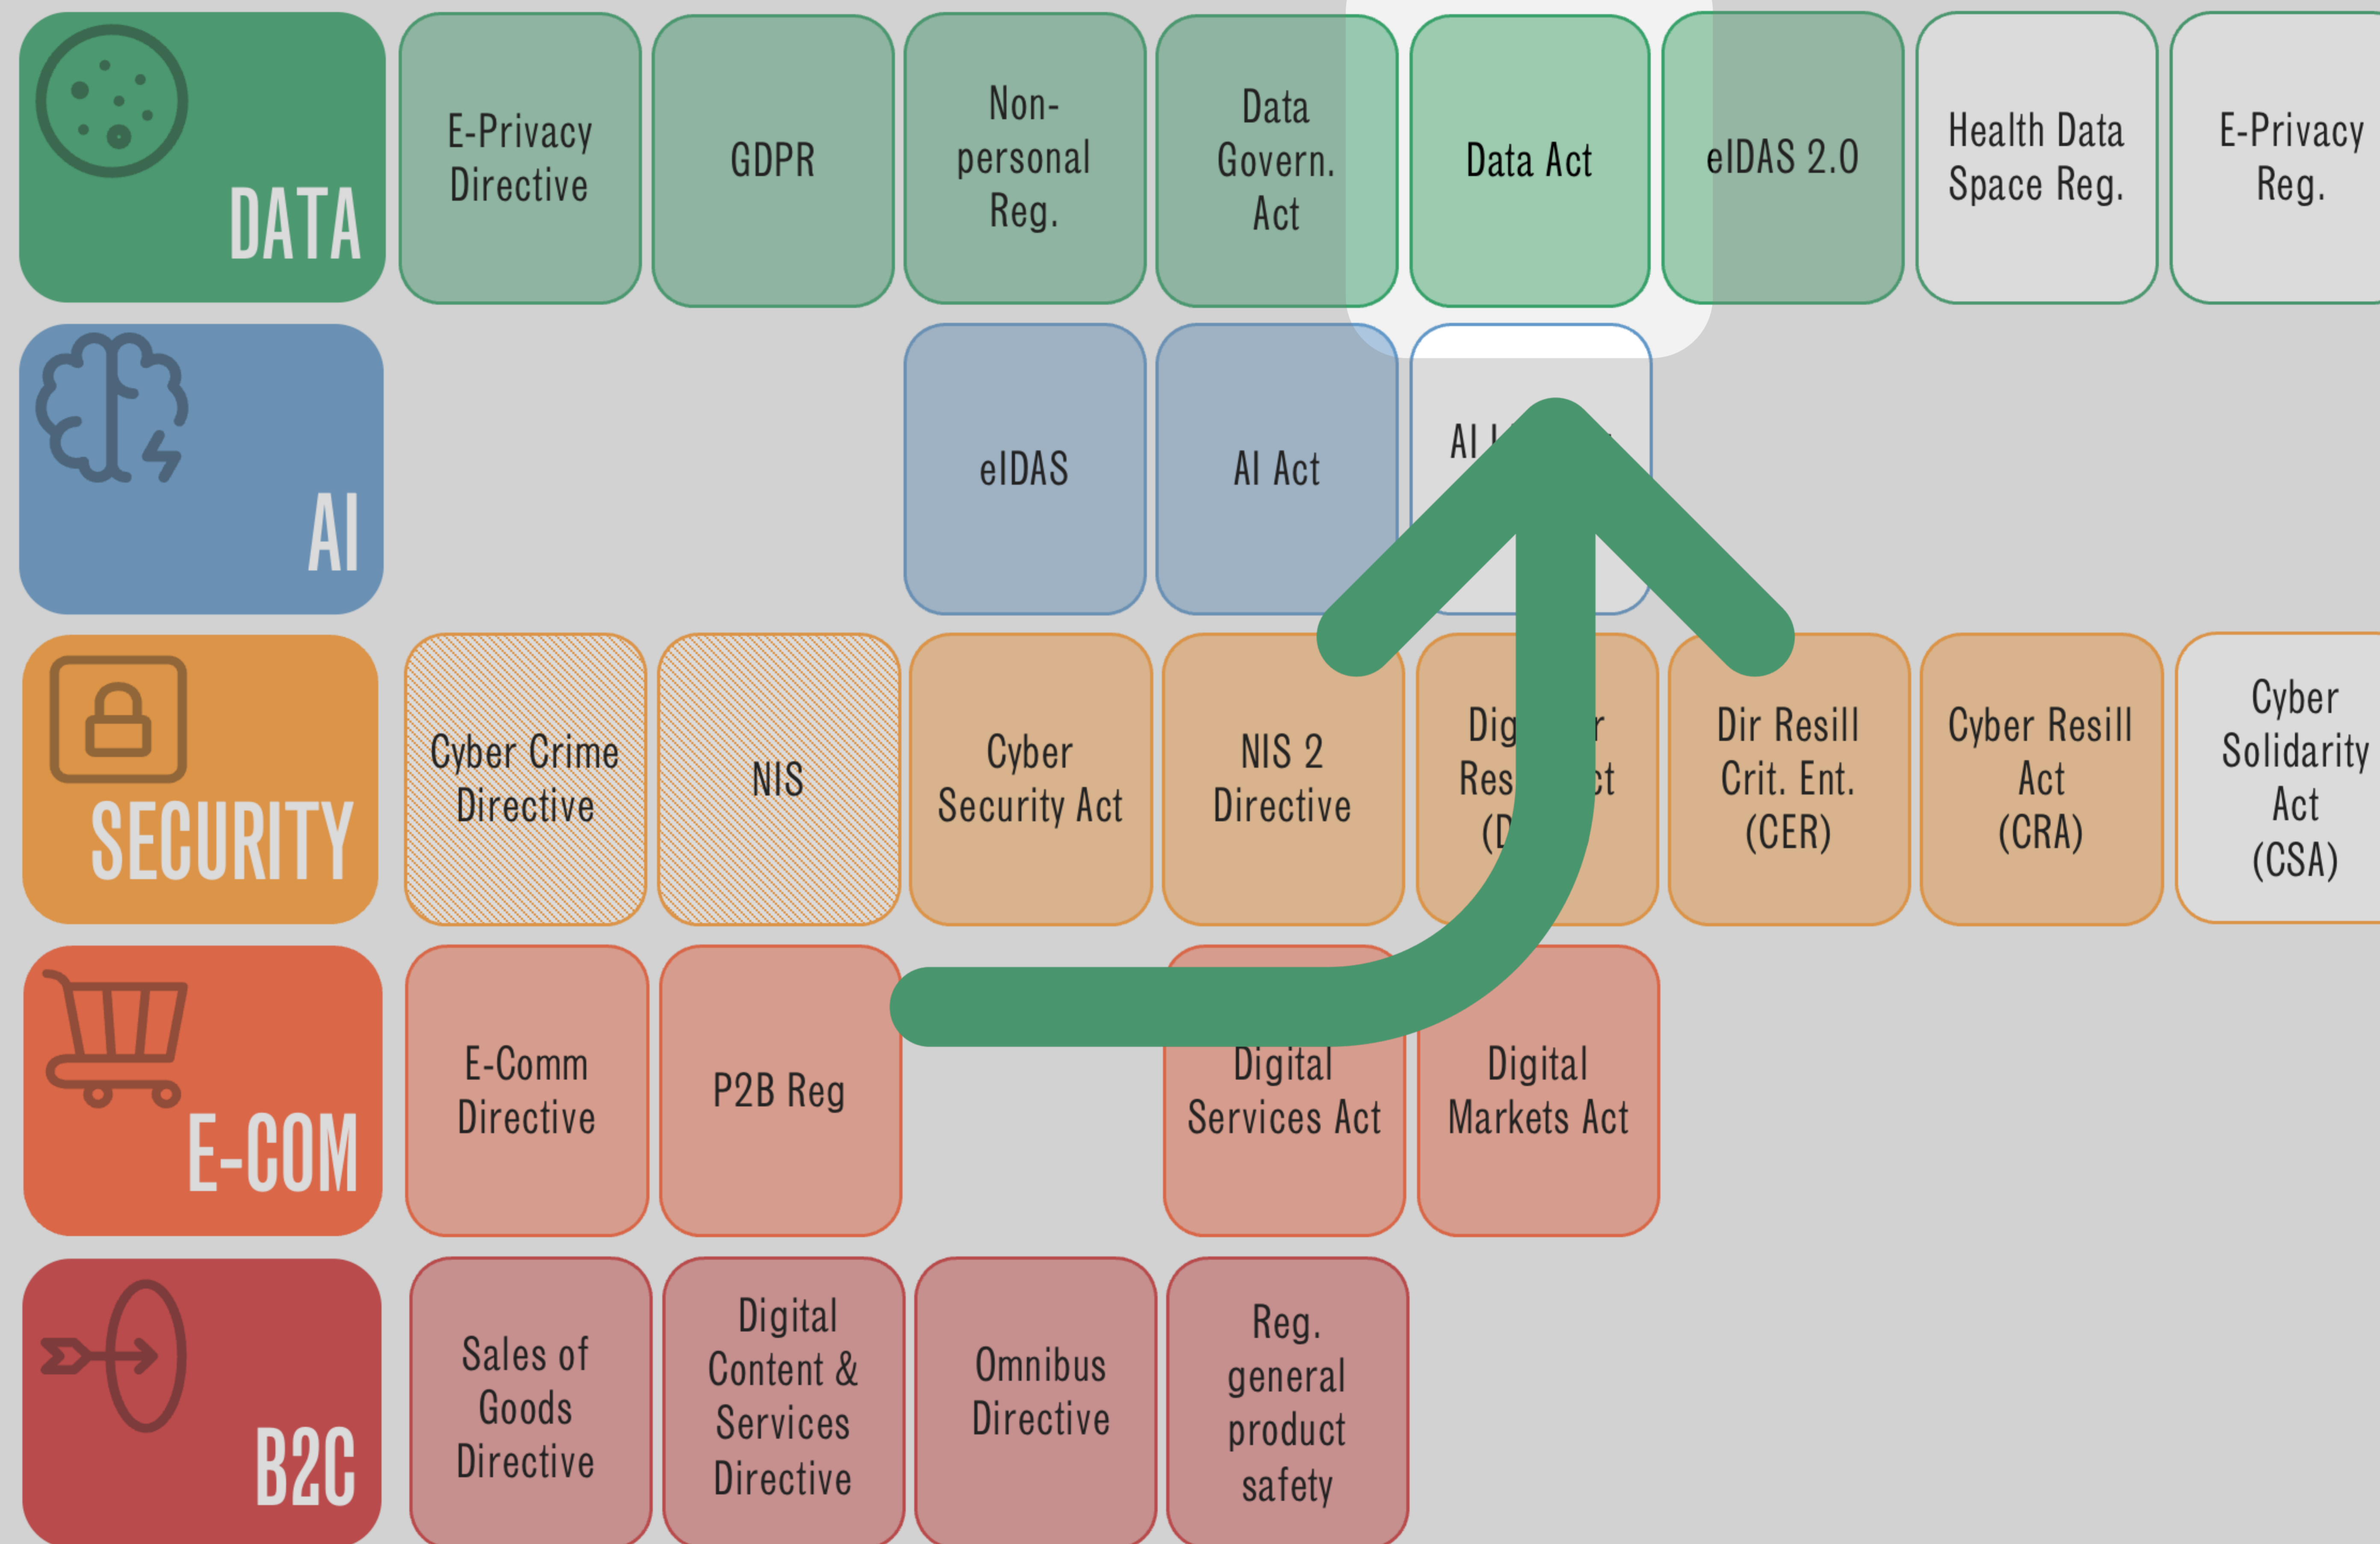 DATA
E-Privacy
Directive
GDPR
Non-
personal
Reg.
Data
Govern.
Act
Data Act
eIDAS 2.0
Health Data
Space Reg.
E-Privacy
Reg.
AI
eIDAS
AI Act
AI
SECURITY
Cyber Crime
Directive
NIS
Cyber
Security Act
NIS 2
Directive
Dir Resill
Crit. Ent.
(CER)
Cyber Resill
Act
(CRA)
Cyber
Solidarity
Act
(CSA)
E-COM
E-Comm
Directive
P2B Reg
Digital
Services Act
Digital
Markets Act
B2C
Sales of
Goods
Directive
Digital
Content &
Services
Directive
Omnibus
Directive
Reg.
general
product
safety